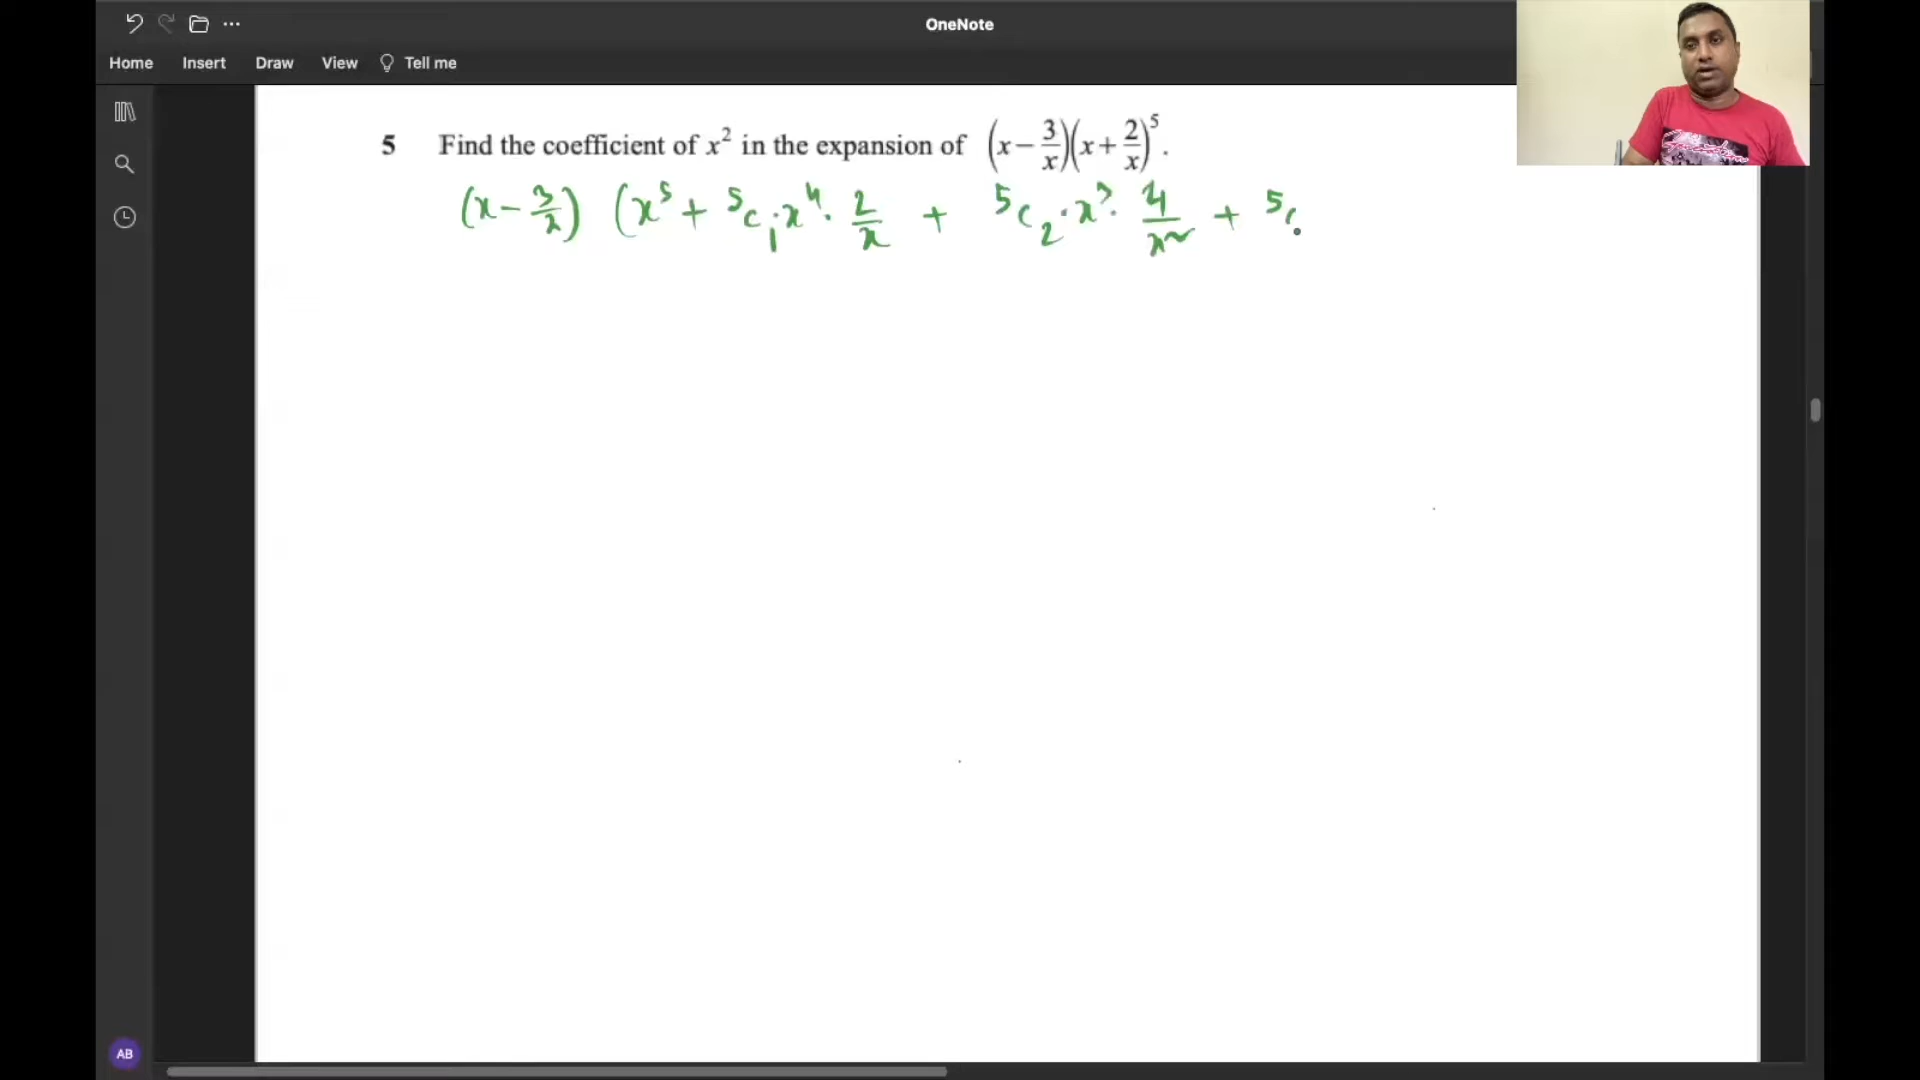 OneNote
Home Insert Draw View Tell me
5 Find the coefficient of x² in the expansion of (x − 3/x)(x + 2/x)⁵.
(x − 3/x) (x⁵ + ⁵C₁·x⁴·2/x + ⁵C₂·x³·4/x² + ⁵C
AB